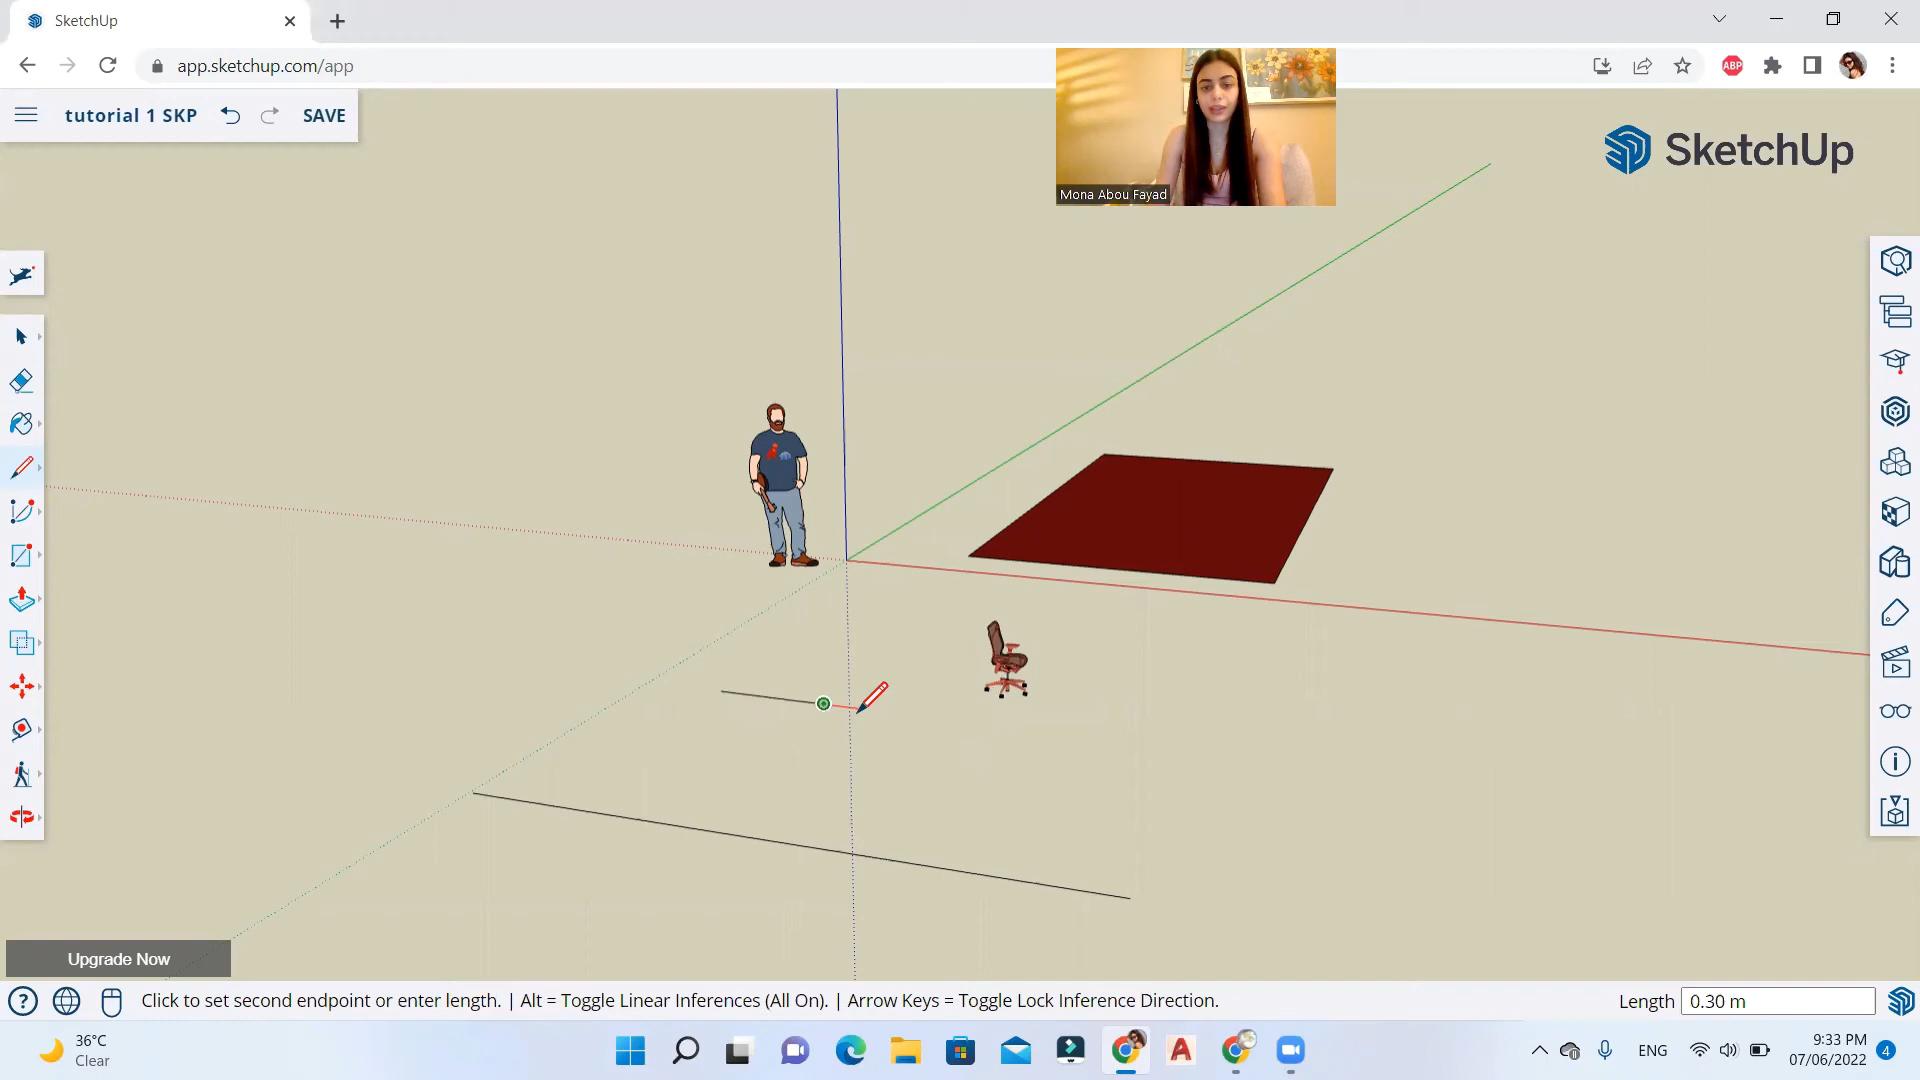 SketchUp
app.sketchup.com/app
ABP
tutorial 1 SKP
SAVE
SketchUp
Mona Abou Fayad
Upgrade Now
Click to set second endpoint or enter length. | Alt = Toggle Linear Inferences (All On). | Arrow Keys = Toggle Lock Inference Direction.
Length 0.30 m
36°C
Clear
ENG
9:33 PM
07/06/2022
4